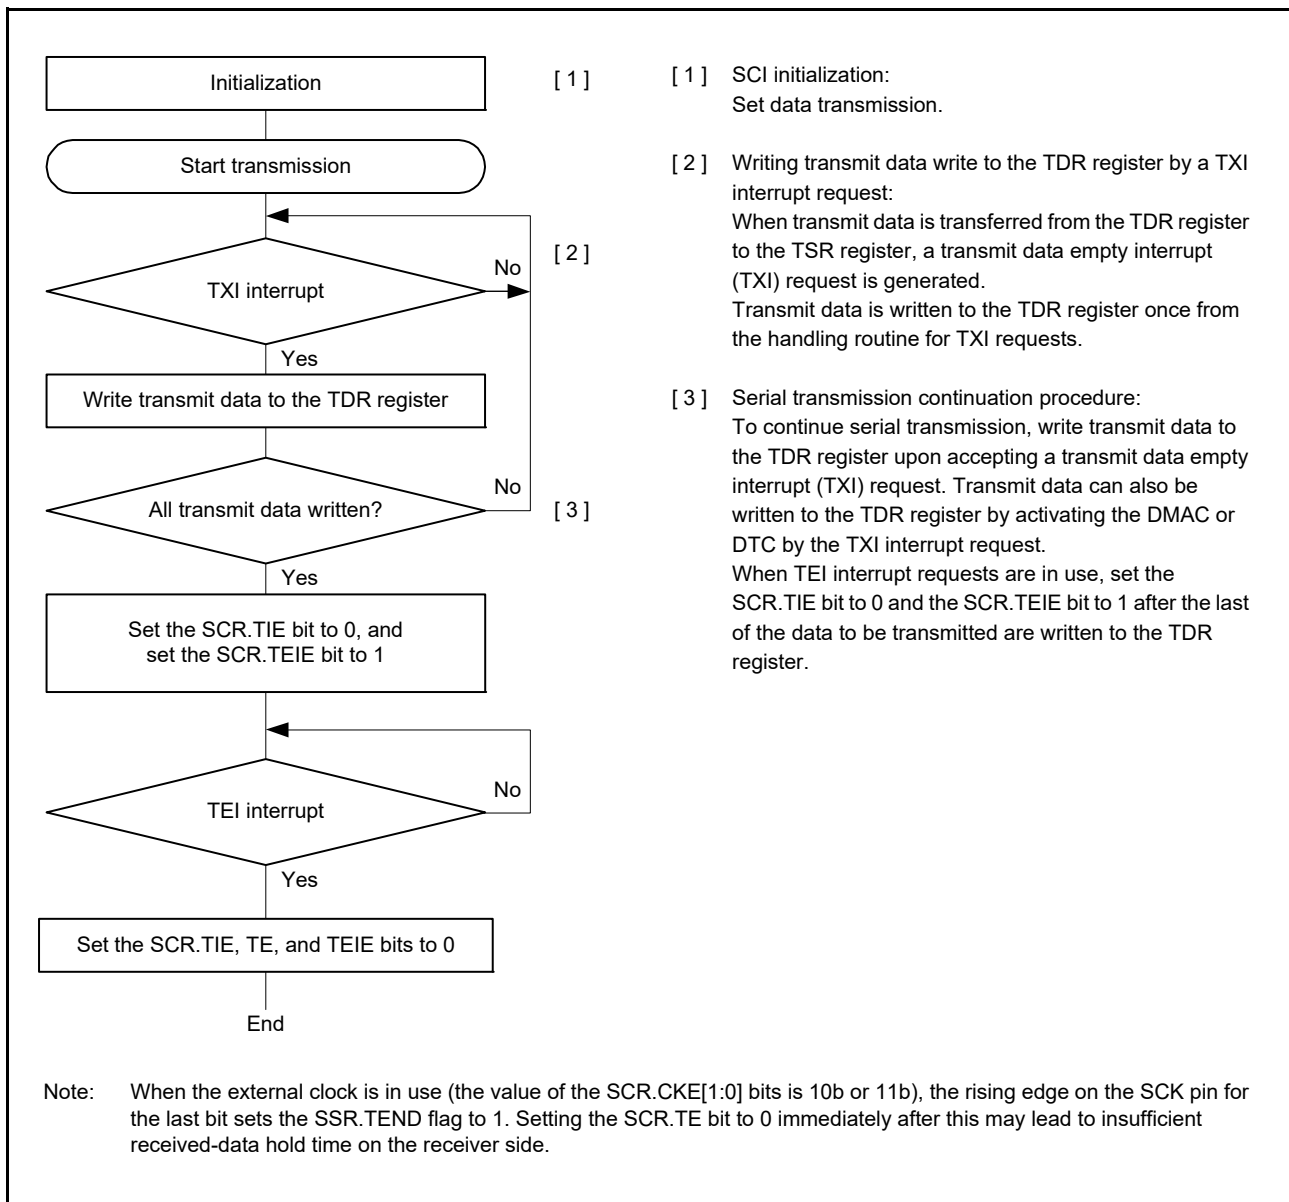 Initialization
[ 1 ]
Start transmission
[ 2 ]
TXI interrupt
No
Yes
Write transmit data to the TDR register
All transmit data written?
No
[ 3 ]
Yes
Set the SCR.TIE bit to 0, and
set the SCR.TEIE bit to 1
TEI interrupt
No
Yes
Set the SCR.TIE, TE, and TEIE bits to 0
End
[ 1 ] SCI initialization:
Set data transmission.
[ 2 ] Writing transmit data write to the TDR register by a TXI
interrupt request:
When transmit data is transferred from the TDR register
to the TSR register, a transmit data empty interrupt
(TXI) request is generated.
Transmit data is written to the TDR register once from
the handling routine for TXI requests.
[ 3 ] Serial transmission continuation procedure:
To continue serial transmission, write transmit data to
the TDR register upon accepting a transmit data empty
interrupt (TXI) request. Transmit data can also be
written to the TDR register by activating the DMAC or
DTC by the TXI interrupt request.
When TEI interrupt requests are in use, set the
SCR.TIE bit to 0 and the SCR.TEIE bit to 1 after the last
of the data to be transmitted are written to the TDR
register.
Note: When the external clock is in use (the value of the SCR.CKE[1:0] bits is 10b or 11b), the rising edge on the SCK pin for
the last bit sets the SSR.TEND flag to 1. Setting the SCR.TE bit to 0 immediately after this may lead to insufficient
received-data hold time on the receiver side.